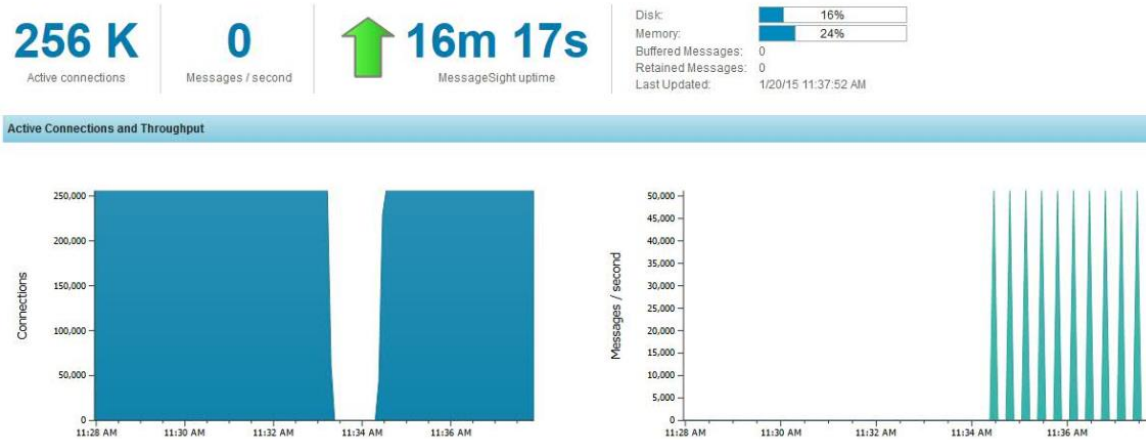 256 K
Active connections
0
Messages / second
16m 17s
MessageSight uptime
Disk: 16%
Memory: 24%
Buffered Messages: 0
Retained Messages: 0
Last Updated: 1/20/15 11:37:52 AM
Active Connections and Throughput
Connections
250,000
200,000
150,000
100,000
50,000
0
11:28 AM 11:30 AM 11:32 AM 11:34 AM 11:36 AM
Messages / second
50,000
45,000
40,000
35,000
30,000
25,000
20,000
15,000
10,000
5,000
0
11:28 AM 11:30 AM 11:32 AM 11:34 AM 11:36 AM